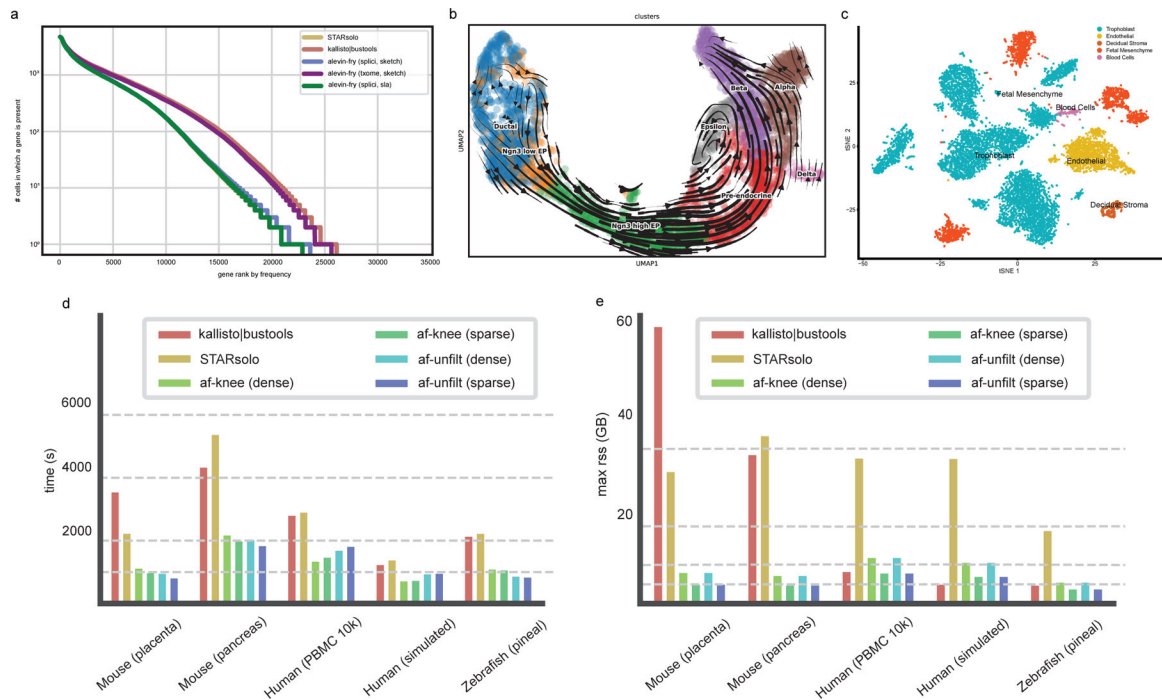 a
# cells in which a gene is present
10³
10²
10¹
10⁰
0
5000
10000
15000
20000
25000
30000
35000
gene rank by frequency
STARsolo
kallisto|bustools
alevin-fry (splici, sketch)
alevin-fry (txome, sketch)
alevin-fry (splici, sla)
b
clusters
UMAP2
UMAP1
Ductal
Ngn3 low EP
Ngn3 high EP
Pre-endocrine
Epsilon
Beta
Alpha
Delta
c
Trophoblast
Endothelial
Decidual Stroma
Fetal Mesenchyme
Blood Cells
tSNE_2
25
0
−25
−50
−25
0
25
tSNE 1
Fetal Mesenchyme
Blood Cells
Trophoblast
Endothelial
Decidual Stroma
d
kallisto|bustools
STARsolo
af-knee (dense)
af-knee (sparse)
af-unfilt (dense)
af-unfilt (sparse)
time (s)
6000
4000
2000
Mouse (placenta)
Mouse (pancreas)
Human (PBMC 10k)
Human (simulated)
Zebrafish (pineal)
e
kallisto|bustools
STARsolo
af-knee (dense)
af-knee (sparse)
af-unfilt (dense)
af-unfilt (sparse)
max rss (GB)
60
40
20
Mouse (placenta)
Mouse (pancreas)
Human (PBMC 10k)
Human (simulated)
Zebrafish (pineal)